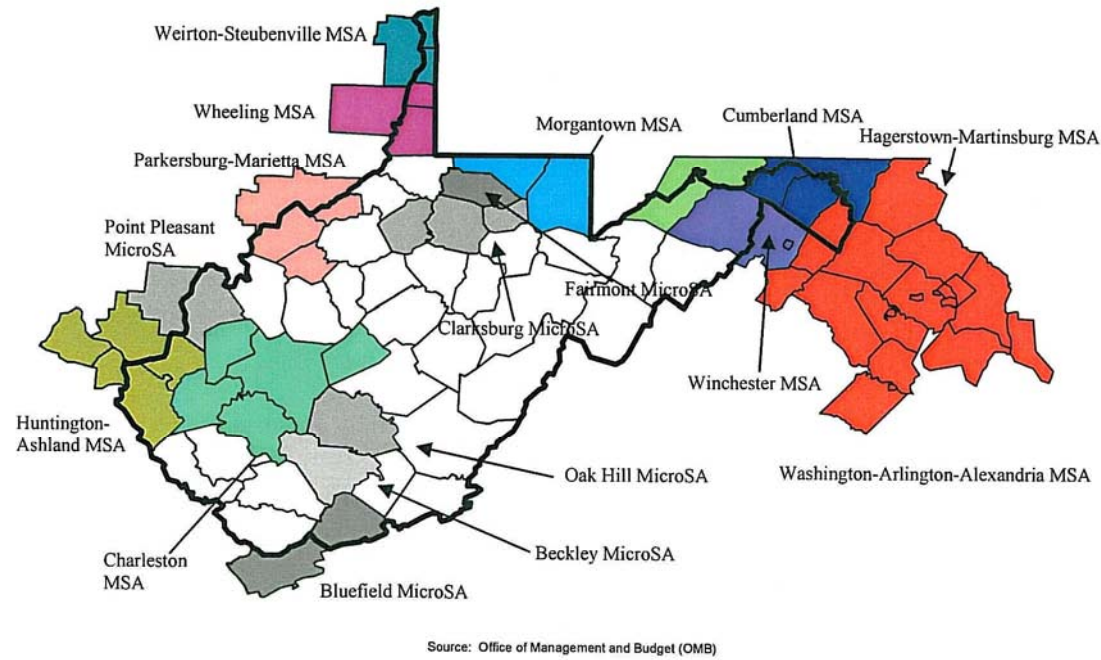 Weirton-Steubenville MSA
Wheeling MSA
Morgantown MSA
Cumberland MSA
Hagerstown-Martinsburg MSA
Parkersburg-Marietta MSA
Point Pleasant
MicroSA
Fairmont MicroSA
Clarksburg MicroSA
Winchester MSA
Huntington-
Ashland MSA
Oak Hill MicroSA
Washington-Arlington-Alexandria MSA
Beckley MicroSA
Charleston
MSA
Bluefield MicroSA
Source: Office of Management and Budget (OMB)